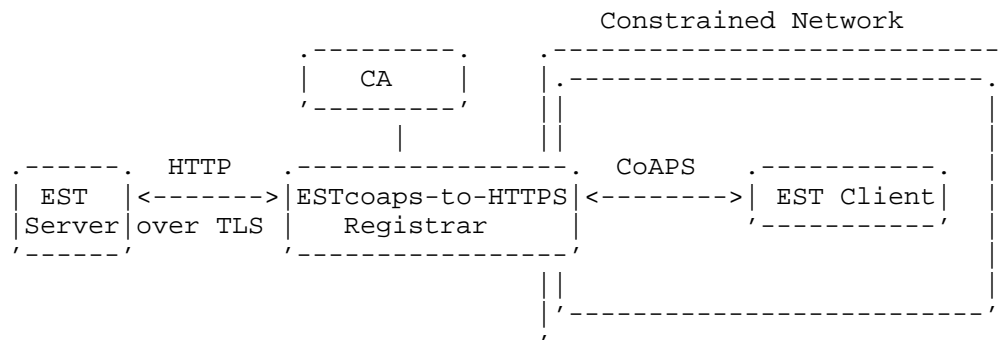 Constrained Network
CA
HTTP CoAPS
EST <-------> ESTcoaps-to-HTTPS <--------> EST Client
Server over TLS Registrar